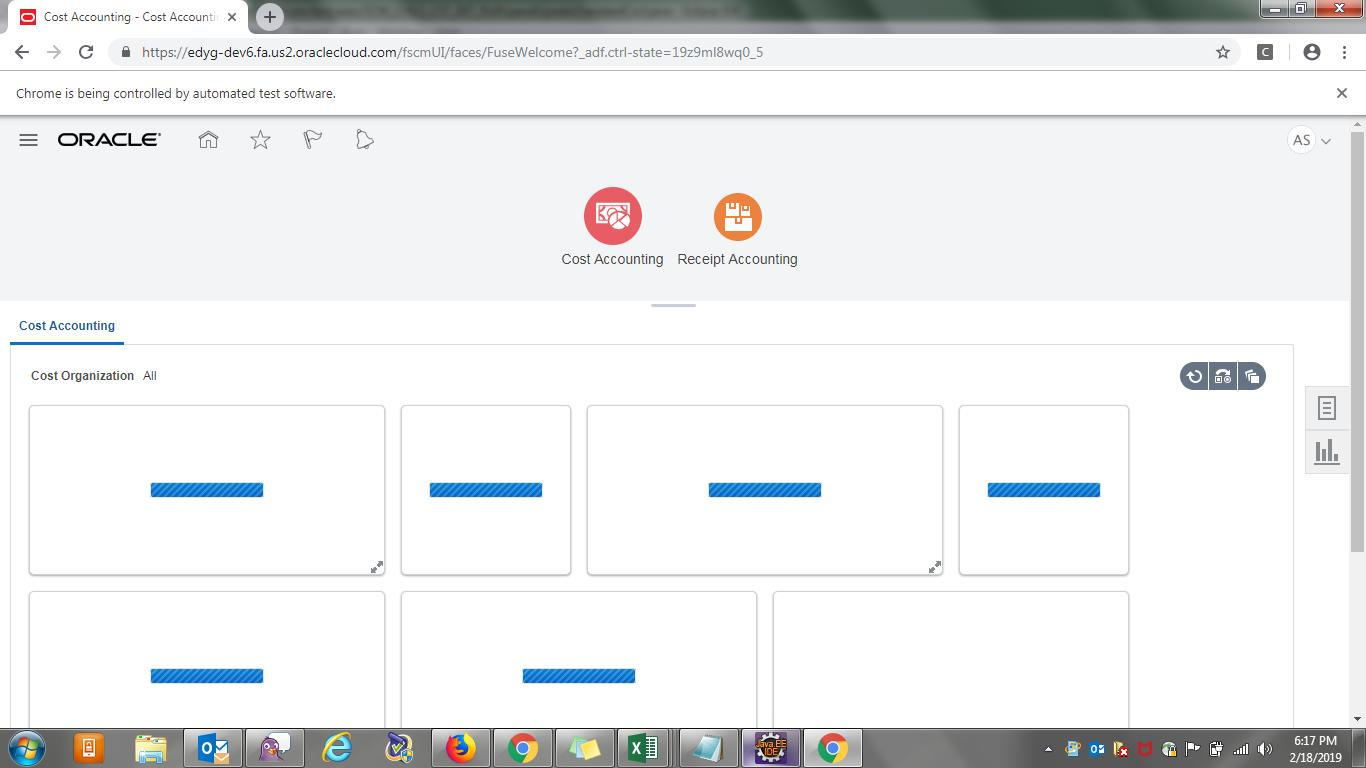 Cost Accounting - Cost Accountin
https://edyg-dev6.fa.us2.oraclecloud.com/fscmUI/faces/FuseWelcome?_adf.ctrl-state=19z9ml8wq0_5
C
Chrome is being controlled by automated test software.
ORACLE
AS
Cost Accounting Receipt Accounting
Cost Accounting
Cost Organization All
Java EE
IDE
6:17 PM
2/18/2019